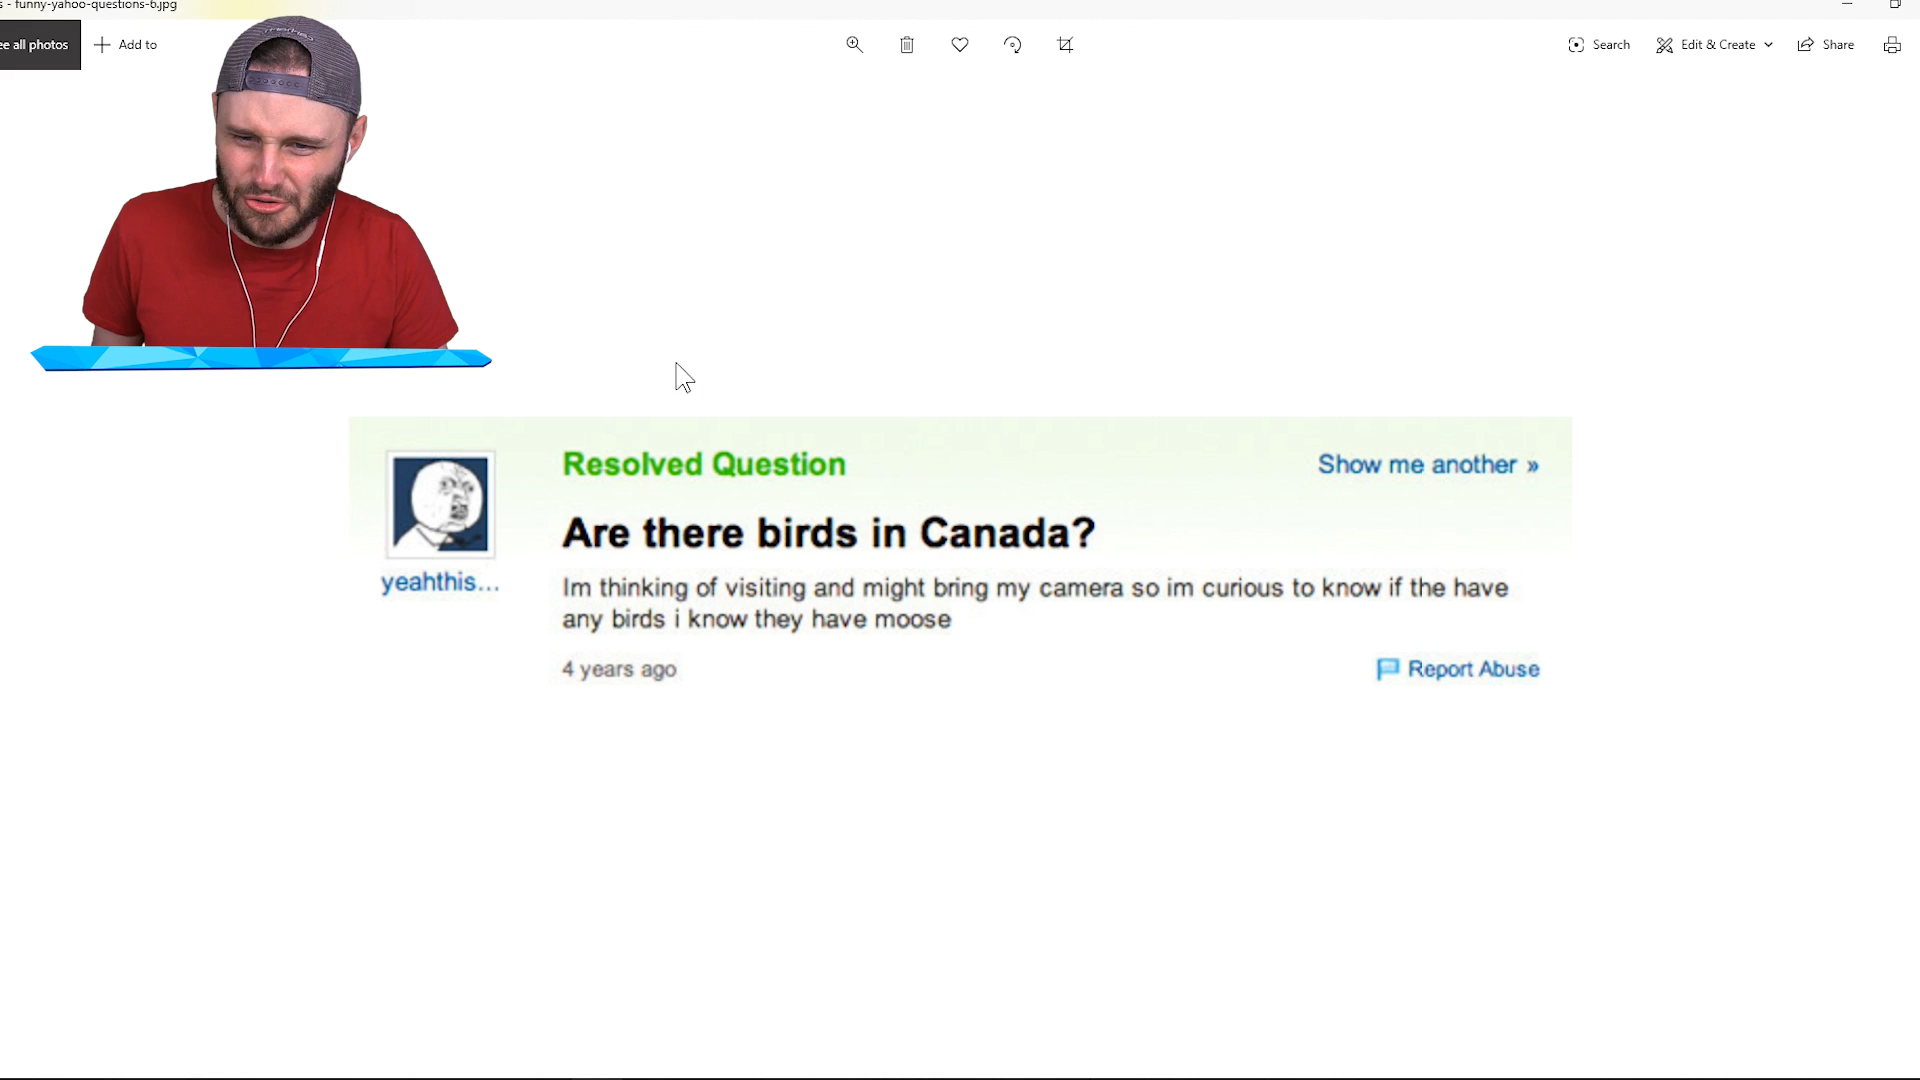 s - funny-yahoo-questions-6.jpg
ee all photos
Add to
Search
Edit & Create
Share
Resolved Question
Show me another »
Are there birds in Canada?
yeahthis...
Im thinking of visiting and might bring my camera so im curious to know if the have
any birds i know they have moose
4 years ago
Report Abuse